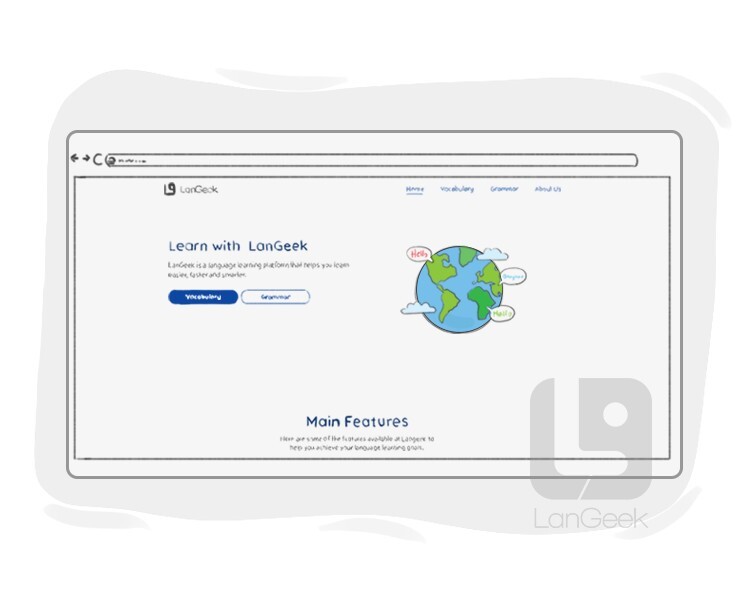 LanGeek
Home Vocabulary Grammar About Us
Learn with LanGeek
LanGeek is a language learning platform that helps you learn
easier, faster and smarter.
Vocabulary Grammar
Hello
Bonjour
Hello
Main Features
Here are some of the features available at Langeek to
help you achieve your language learning goals.
LanGeek